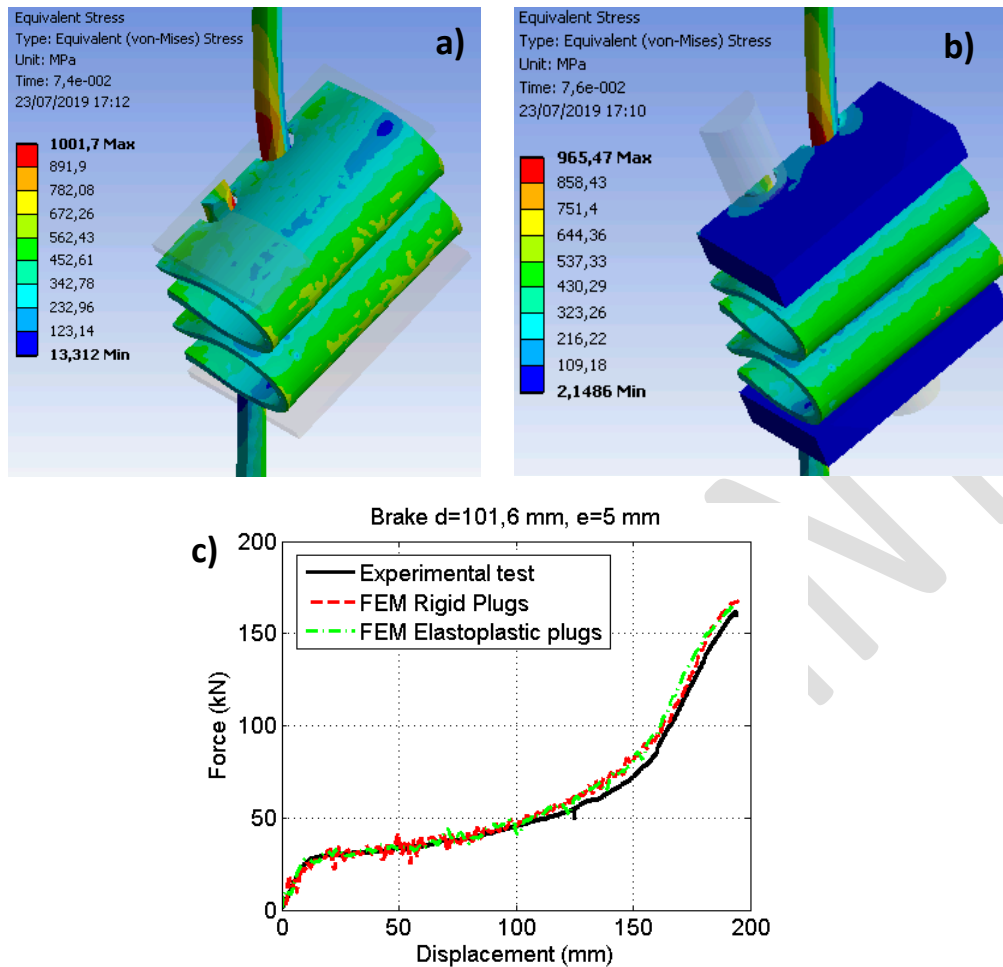 Equivalent Stress
Type: Equivalent (von-Mises) Stress
Unit: MPa
Time: 7,4e-002
23/07/2019 17:12
a)
1001,7 Max
891,9
782,08
672,26
562,43
452,61
342,78
232,96
123,14
13,312 Min
Equivalent Stress
Type: Equivalent (von-Mises) Stress
Unit: MPa
Time: 7,6e-002
23/07/2019 17:10
b)
965,47 Max
858,43
751,4
644,36
537,33
430,29
323,26
216,22
109,18
2,1486 Min
c)
Brake d=101,6 mm, e=5 mm
Experimental test
FEM Rigid Plugs
FEM Elastoplastic plugs
Force (kN)
200
150
100
50
0
0 50 100 150 200
Displacement (mm)